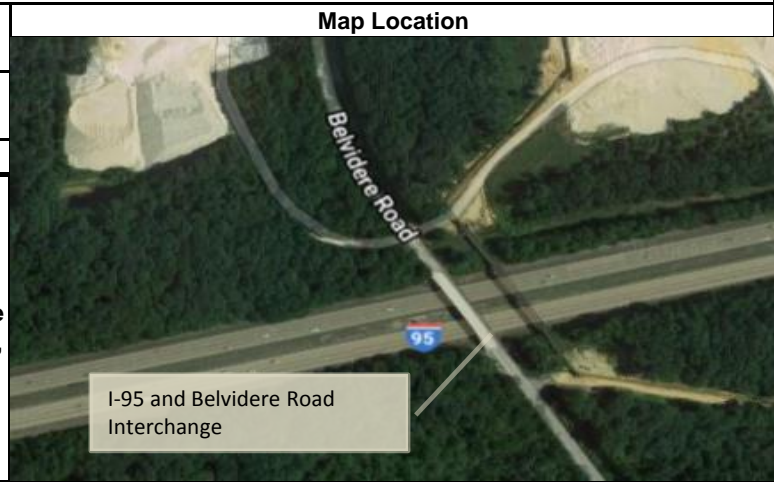 Map Location
Belvidere Road
95
I-95 and Belvidere Road
Interchange